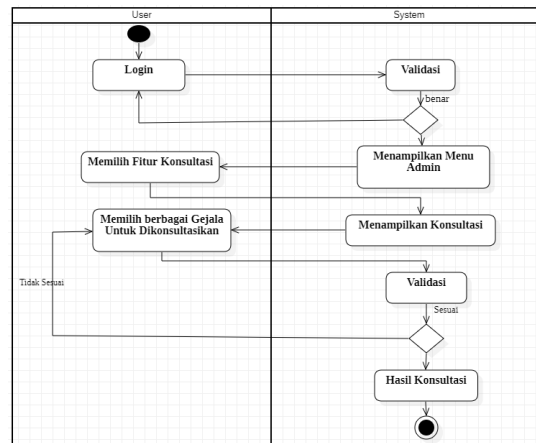 User
System
Login
Validasi
benar
Menampilkan Menu
Admin
Memilih Fitur Konsultasi
Memilih berbagai Gejala
Untuk Dikonsultasikan
Menampilkan Konsultasi
Validasi
Tidak Sesuai
Sesuai
Hasil Konsultasi